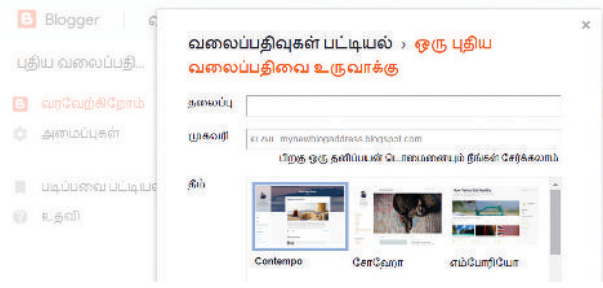 Blogger
புதிய வலைப்பதி...
வரவேற்கிறோம்
அமைப்புகள்
படிப்பவை பட்டியல்
உதவி
வலைப்பதிவுகள் பட்டியல் › ஒரு புதிய
வலைப்பதிவை உருவாக்கு
தலைப்பு
முகவரி
எ.கா. mynewblogaddress.blogspot.com
பிறகு ஒரு தனிப்பயன் டொமைனையும் நீங்கள் சேர்க்கலாம்
தீம்
Contempo
சோஹோ
எம்போரியோ